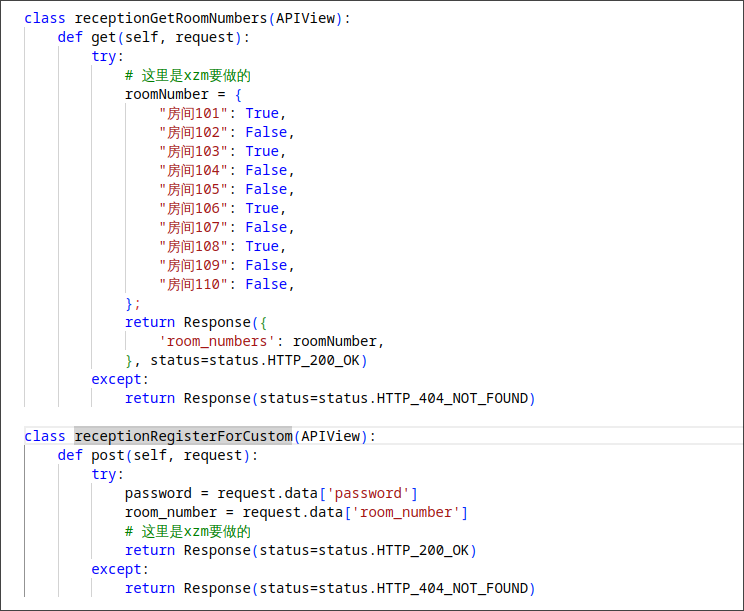 class receptionGetRoomNumbers(APIView):
    def get(self, request):
        try:
            # 这里是xzm要做的
            roomNumber = {
                "房间101": True,
                "房间102": False,
                "房间103": True,
                "房间104": False,
                "房间105": False,
                "房间106": True,
                "房间107": False,
                "房间108": True,
                "房间109": False,
                "房间110": False,
            };
            return Response({
                'room_numbers': roomNumber,
            }, status=status.HTTP_200_OK)
        except:
            return Response(status=status.HTTP_404_NOT_FOUND)

class receptionRegisterForCustom(APIView):
    def post(self, request):
        try:
            password = request.data['password']
            room_number = request.data['room_number']
            # 这里是xzm要做的
            return Response(status=status.HTTP_200_OK)
        except:
            return Response(status=status.HTTP_404_NOT_FOUND)